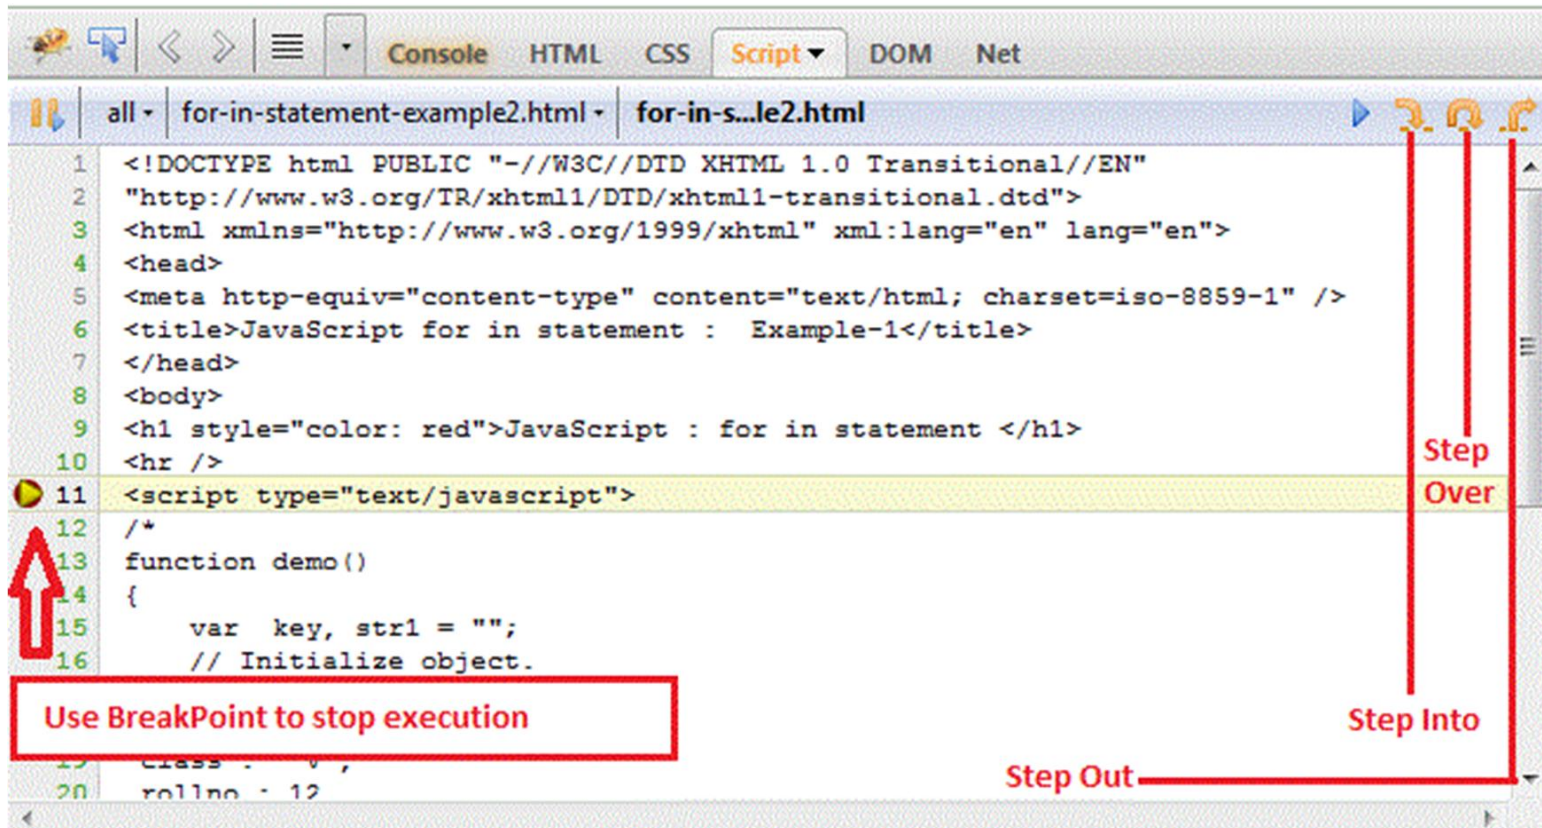 Console HTML CSS Script DOM Net
all for-in-statement-example2.html for-in-s...le2.html
1 <!DOCTYPE html PUBLIC "-//W3C//DTD XHTML 1.0 Transitional//EN"
2 "http://www.w3.org/TR/xhtml1/DTD/xhtml1-transitional.dtd">
3 <html xmlns="http://www.w3.org/1999/xhtml" xml:lang="en" lang="en">
4 <head>
5 <meta http-equiv="content-type" content="text/html; charset=iso-8859-1" />
6 <title>JavaScript for in statement :  Example-1</title>
7 </head>
8 <body>
9 <h1 style="color: red">JavaScript : for in statement </h1>
10 <hr />
Step
Over
11 <script type="text/javascript">
12 /*
13 function demo()
14 {
15 var  key, str1 = "";
16 // Initialize object.
Use BreakPoint to stop execution
Step Into
19 class :
Step Out
20 rollno : 12